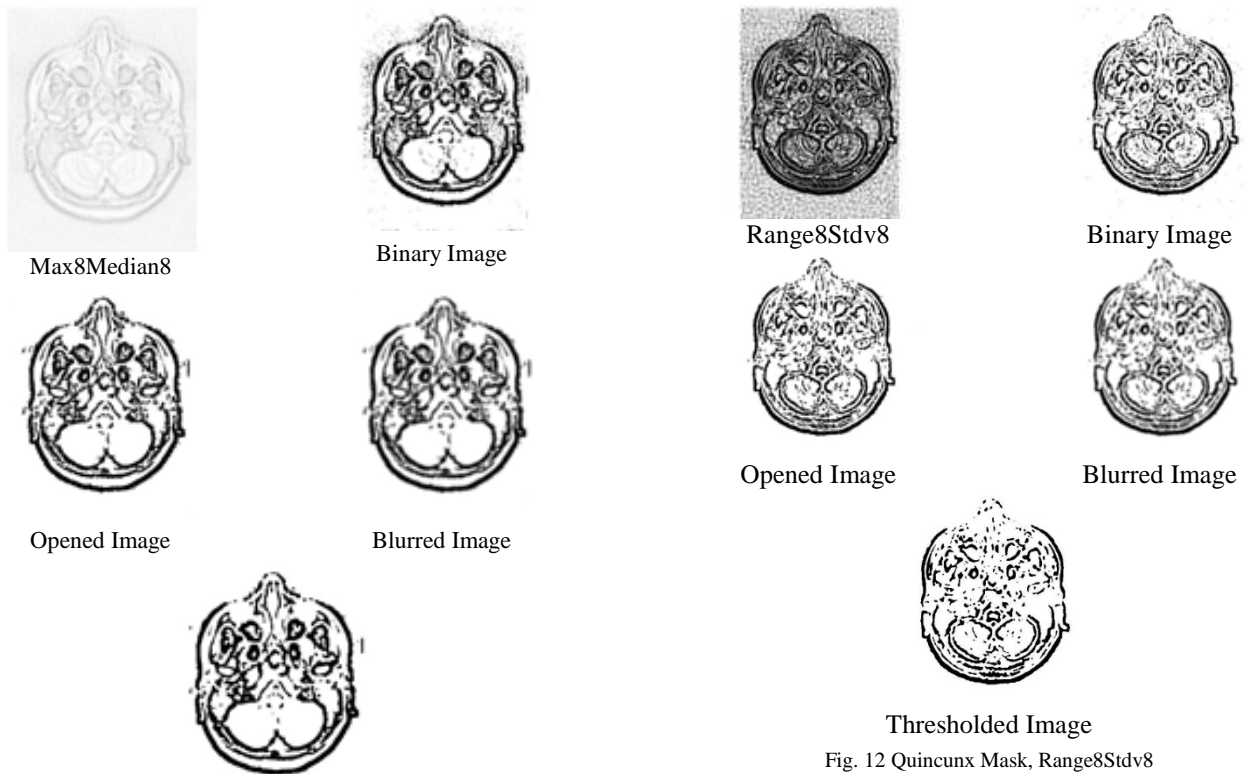 Max8Median8
Binary Image
Opened Image
Blurred Image
Range8Stdv8
Binary Image
Opened Image
Blurred Image
Thresholded Image
Fig. 12 Quincunx Mask, Range8Stdv8